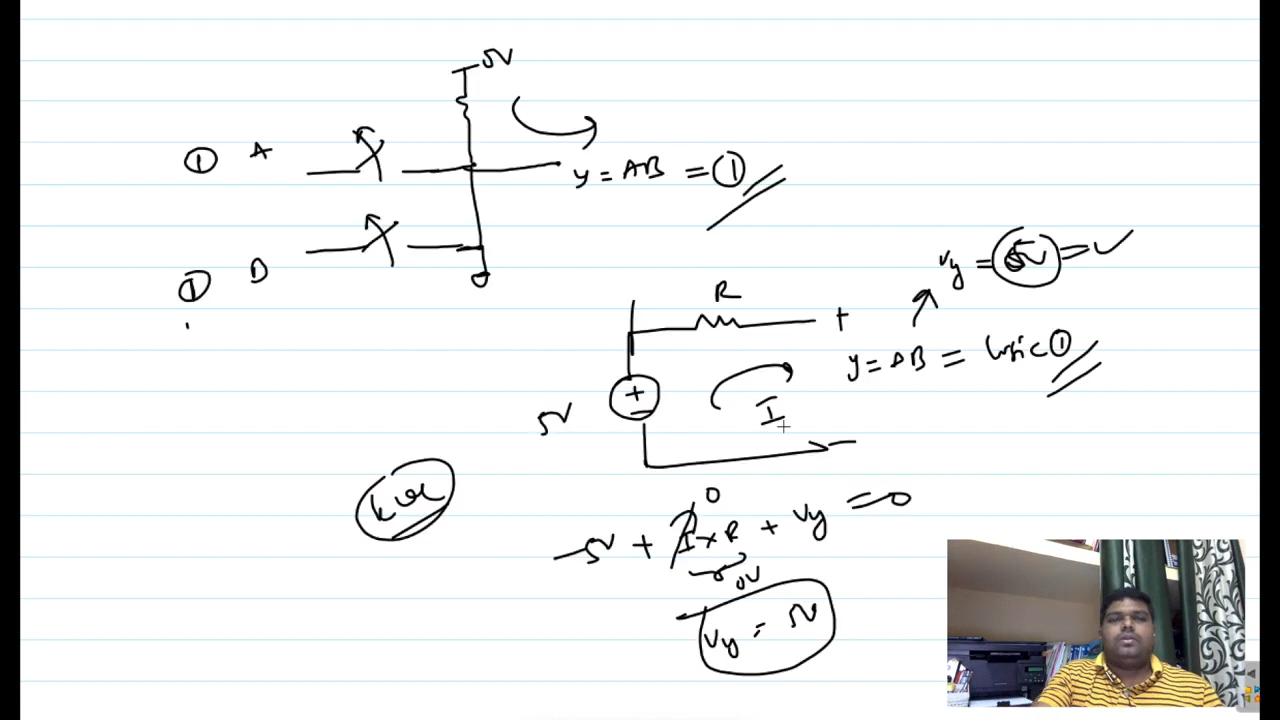 5V
① A
y = AB = ①
① B
Vy = 5V = ✓
R
+
y = AB = logic ①
5V
+
−
I
−
KVL
−5V + I × R + Vy = 0
0
0V
Vy = 5V